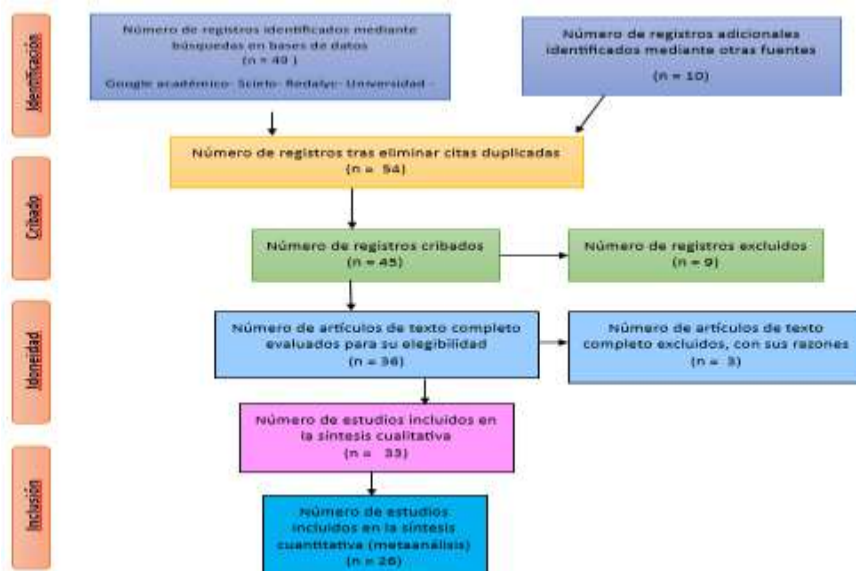 Identificación
Número de registros identificados mediante
búsquedas en bases de datos
(n = 49 )
Google académico- Scielo- Redalyc- Universidad -
Número de registros adicionales
identificados mediante otras fuentes
(n = 10)
Número de registros tras eliminar citas duplicadas
(n = 54)
Cribado
Número de registros cribados
(n = 45)
Número de registros excluidos
(n = 9)
Idoneidad
Número de artículos de texto completo
evaluados para su elegibilidad
(n = 36)
Número de artículos de texto
completo excluidos, con sus razones
(n = 3)
Número de estudios incluidos en
la síntesis cualitativa
(n = 33)
Inclusión
Número de estudios
incluidos en la síntesis
cuantitativa (metaanálisis)
(n = 26)